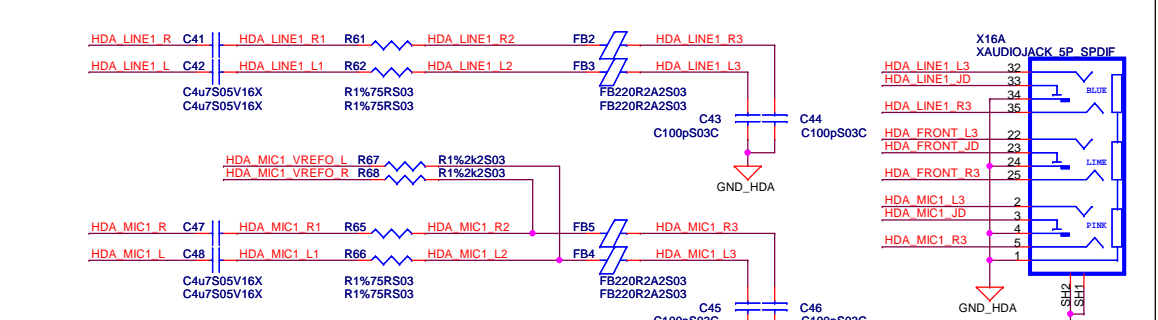 HDA_LINE1_R C41 HDA_LINE1_R1 R61 HDA_LINE1_R2 FB2 HDA_LINE1_R3
HDA_LINE1_L C42 HDA_LINE1_L1 R62 HDA_LINE1_L2 FB3 HDA_LINE1_L3
C4u7S05V16X R1%75RS03 FB220R2A2S03
C4u7S05V16X R1%75RS03 FB220R2A2S03
C43 C44
C100pS03C C100pS03C
GND_HDA
HDA_MIC1_VREFO_L R67 R1%2k2S03
HDA_MIC1_VREFO_R R68 R1%2k2S03
HDA_MIC1_R C47 HDA_MIC1_R1 R65 HDA_MIC1_R2 FB5 HDA_MIC1_R3
HDA_MIC1_L C48 HDA_MIC1_L1 R66 HDA_MIC1_L2 FB4 HDA_MIC1_L3
C4u7S05V16X R1%75RS03 FB220R2A2S03
C4u7S05V16X R1%75RS03 FB220R2A2S03
C45 C46
C100pS03C C100pS03C
X16A
XAUDIOJACK_5P_SPDIF
HDA_LINE1_L3 32
HDA_LINE1_JD 33
BLUE
34
HDA_LINE1_R3 35
HDA_FRONT_L3 22
HDA_FRONT_JD 23
LIME
24
HDA_FRONT_R3 25
HDA_MIC1_L3 2
HDA_MIC1_JD 3
PINK
4
HDA_MIC1_R3 5
1
GND_HDA
SH2
SH1